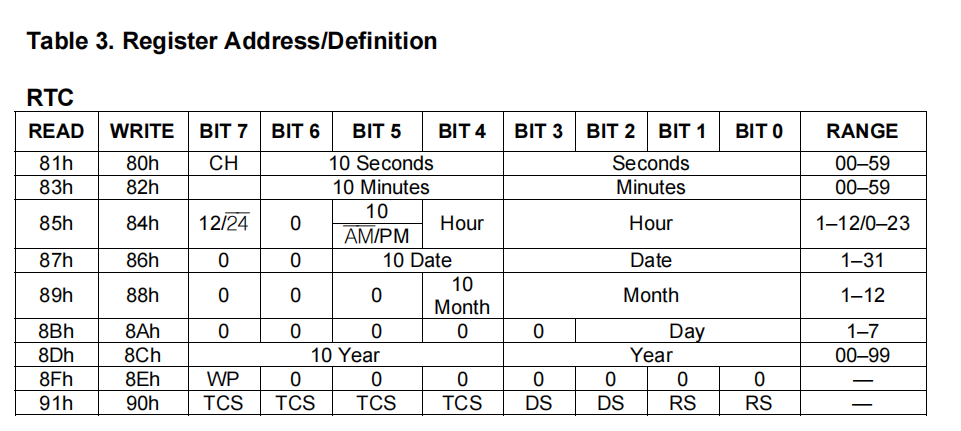 Table 3. Register Address/Definition
RTC
READ WRITE BIT 7 BIT 6 BIT 5 BIT 4 BIT 3 BIT 2 BIT 1 BIT 0 RANGE
81h 80h CH 10 Seconds Seconds 00–59
83h 82h 10 Minutes Minutes 00–59
85h 84h 12/2̅4̅ 0 10 Hour Hour 1–12/0–23
A̅M̅/PM
87h 86h 0 0 10 Date Date 1–31
89h 88h 0 0 0 10 Month 1–12
Month
8Bh 8Ah 0 0 0 0 0 Day 1–7
8Dh 8Ch 10 Year Year 00–99
8Fh 8Eh WP 0 0 0 0 0 0 0 —
91h 90h TCS TCS TCS TCS DS DS RS RS —